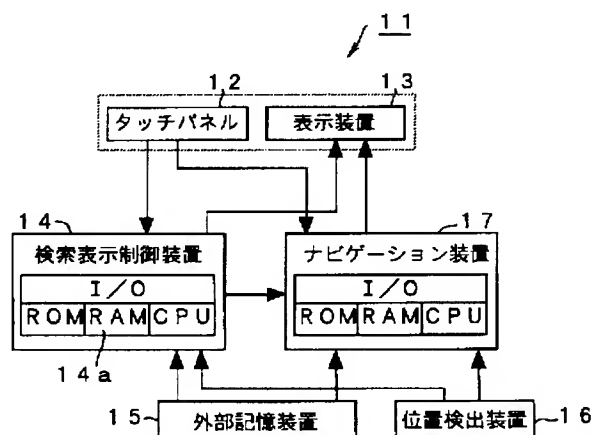 11
12
13
タッチパネル
表示装置
14
17
検索表示制御装置
ナビゲーション装置
I/O
I/O
ROM RAM CPU
ROM RAM CPU
14a
15
外部記憶装置
位置検出装置
16